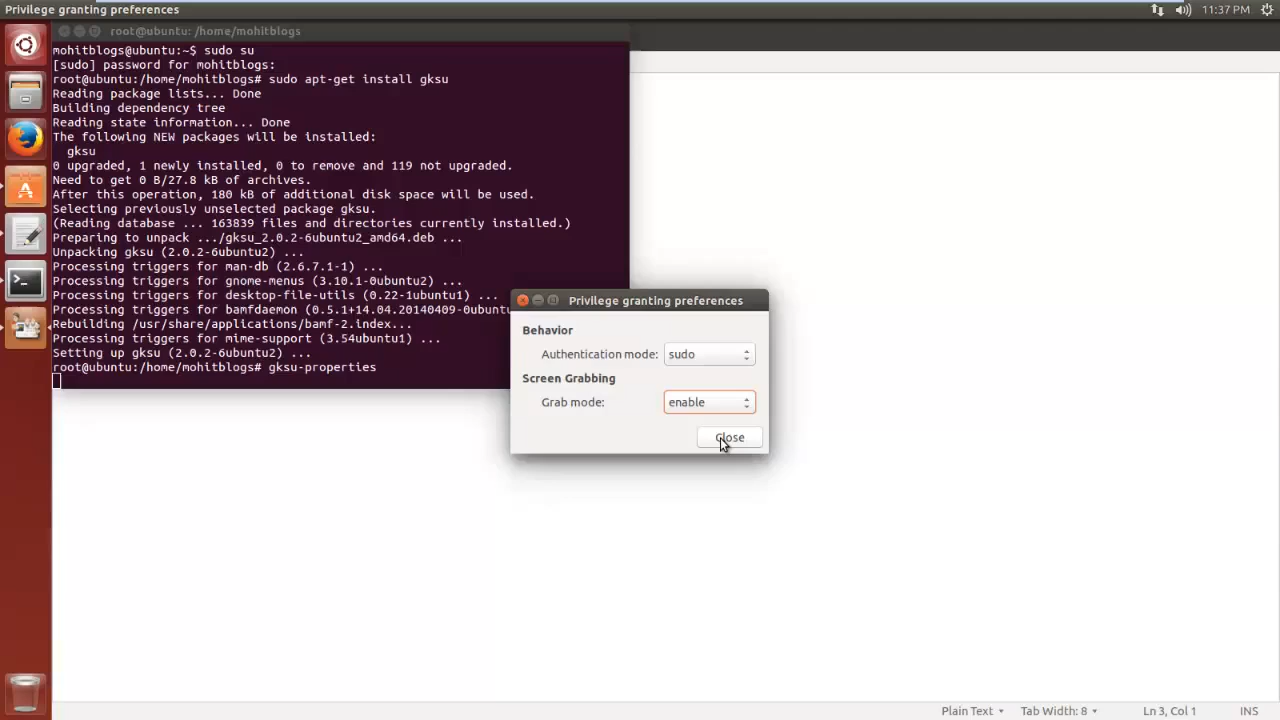 Privilege granting preferences
11:37 PM
root@ubuntu: /home/mohitblogs
mohitblogs@ubuntu:~$ sudo su
[sudo] password for mohitblogs:
root@ubuntu:/home/mohitblogs# sudo apt-get install gksu
Reading package lists... Done
Building dependency tree
Reading state information... Done
The following NEW packages will be installed:
gksu
0 upgraded, 1 newly installed, 0 to remove and 119 not upgraded.
Need to get 0 B/27.8 kB of archives.
After this operation, 180 kB of additional disk space will be used.
Selecting previously unselected package gksu.
(Reading database ... 163839 files and directories currently installed.)
Preparing to unpack .../gksu_2.0.2-6ubuntu2_amd64.deb ...
Unpacking gksu (2.0.2-6ubuntu2) ...
Processing triggers for man-db (2.6.7.1-1) ...
Processing triggers for gnome-menus (3.10.1-0ubuntu2) ...
Processing triggers for desktop-file-utils (0.22-1ubuntu1) ...
Processing triggers for bamfdaemon (0.5.1+14.04.20140409-0ubuntu
Rebuilding /usr/share/applications/bamf-2.index...
Processing triggers for mime-support (3.54ubuntu1) ...
Setting up gksu (2.0.2-6ubuntu2) ...
root@ubuntu:/home/mohitblogs# gksu-properties
Privilege granting preferences
Behavior
Authentication mode: sudo
Screen Grabbing
Grab mode: enable
Close
Plain Text Tab Width: 8 Ln 3, Col 1 INS